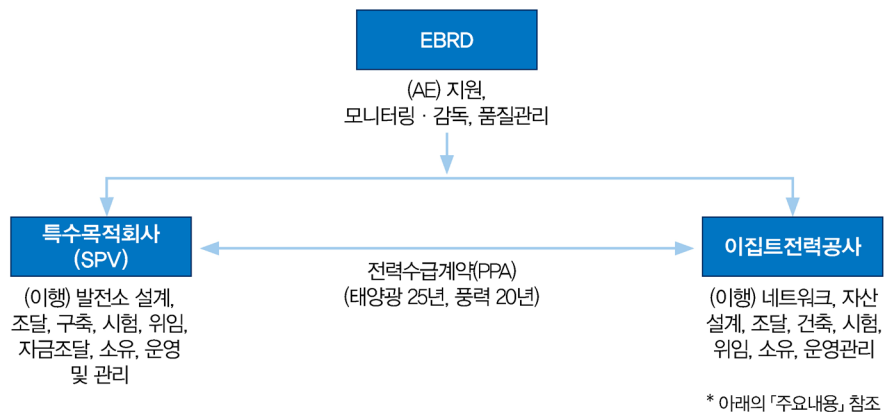 EBRD
(AE) 지원,
모니터링 · 감독, 품질관리
특수목적회사
(SPV)
이집트전력공사
전력수급계약(PPA)
(태양광 25년, 풍력 20년)
(이행) 발전소 설계,
조달, 구축, 시험, 위임,
자금조달, 소유, 운영
및 관리
(이행) 네트워크, 자산
설계, 조달, 건축, 시험,
위임, 소유, 운영관리
* 아래의 「주요내용」 참조